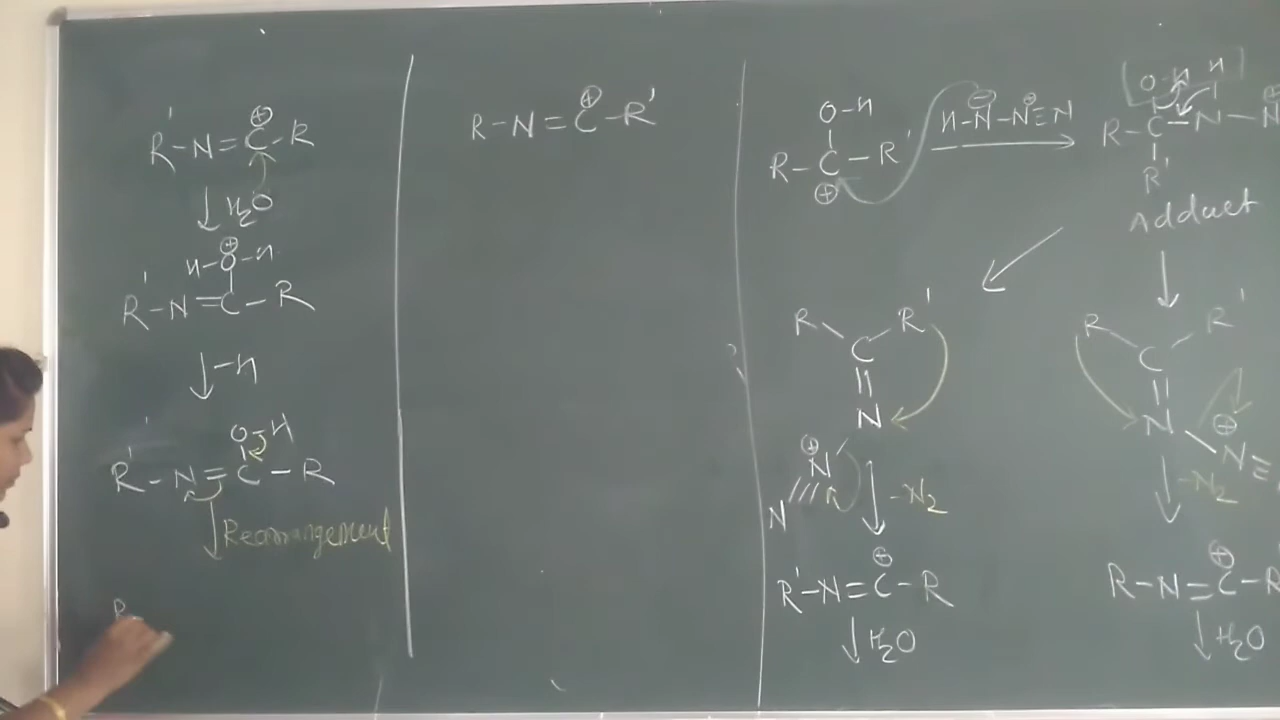 R'-N=C⊕-R
↓ H2O
H-O⊕-H
R'-N=C-R
↓ -H
O-H
R'-N=C-R
↓ Rearrangement
R
R-N=C⊕-R'
O-H
R-C-R'
⊕
H-N⊖-N⊕≡N
O-H H
R-C-N-N⊕
R'
Adduct
R R'
C
||
N
N⊕
N
↓ -N2
R'-N=C⊕-R
↓ H2O
R R'
C
||
N
N⊕≡
↓ -N2
R-N=C⊕-R'
↓ H2O